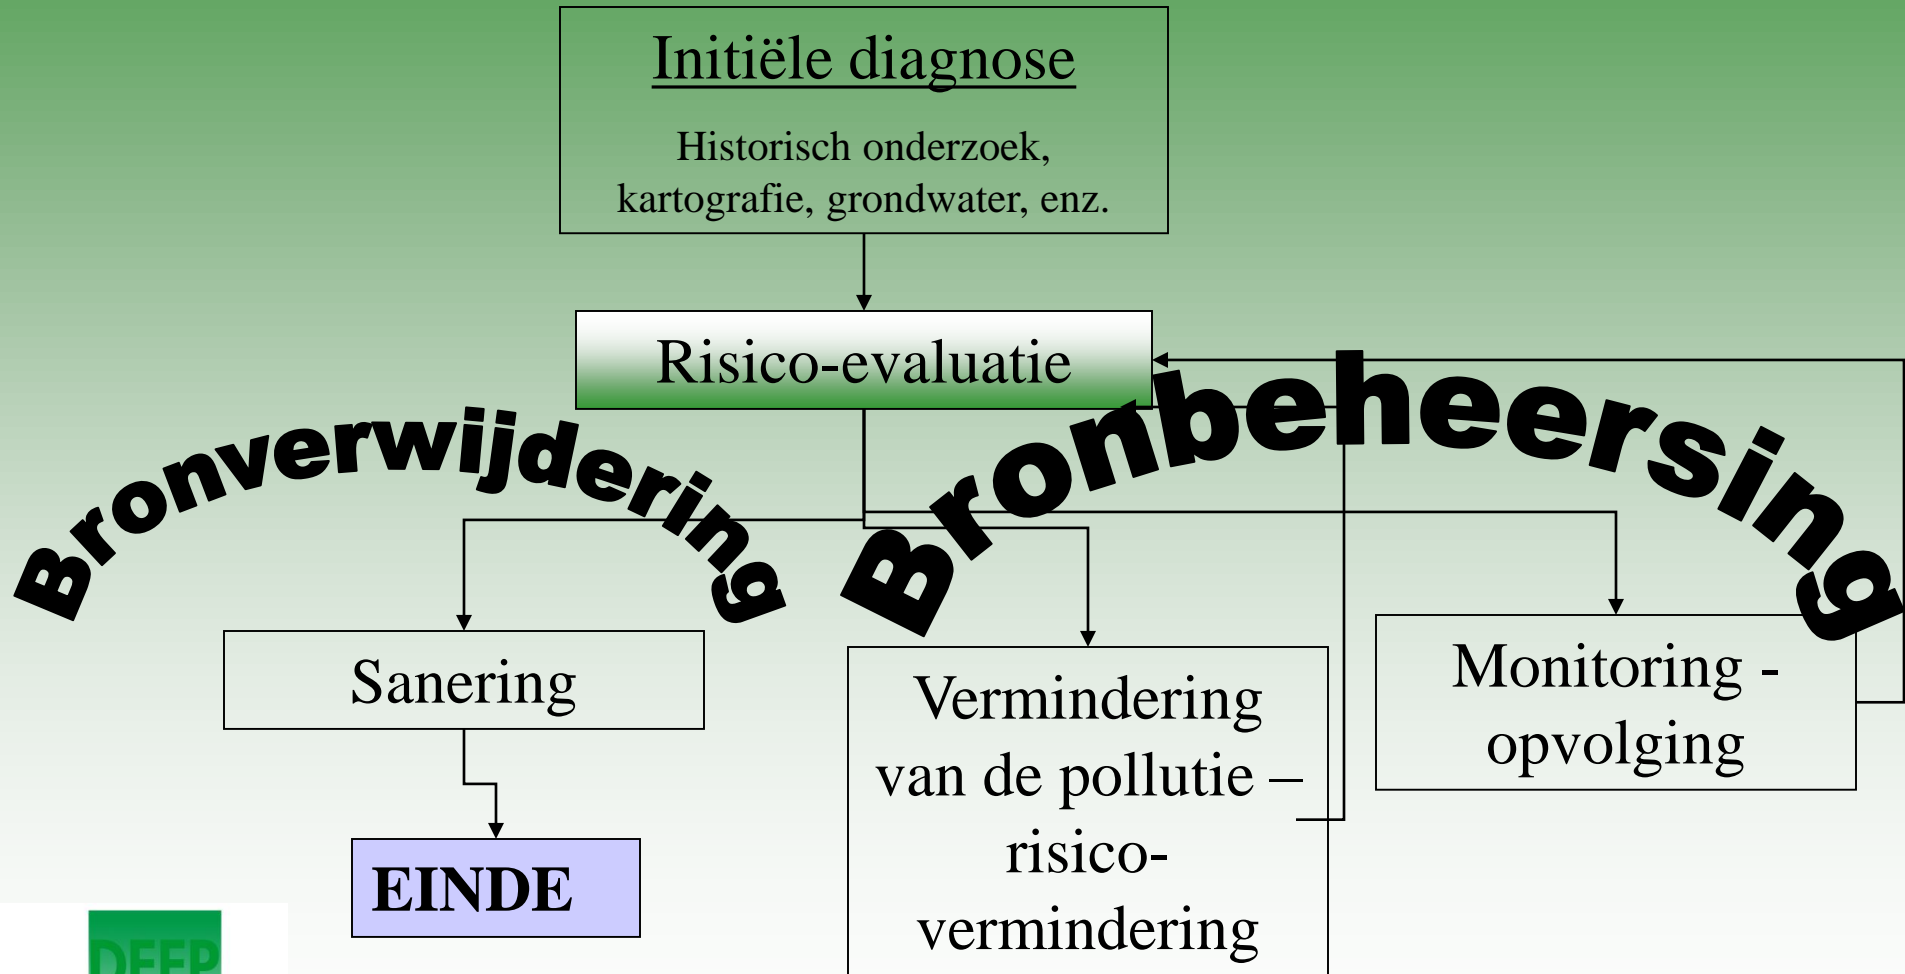 Initiële diagnose
Historisch onderzoek,
kartografie, grondwater, enz.
Risico-evaluatie
Bronverwijdering
Bronbeheersing
Sanering
EINDE
Vermindering
van de pollutie –
risico-
vermindering
Monitoring -
opvolging
DEEP